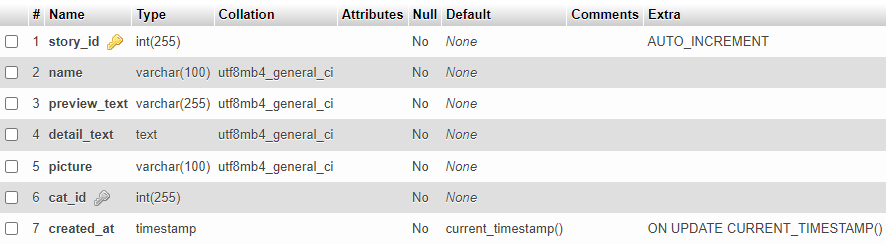 # Name Type Collation Attributes Null Default Comments Extra
1 story_id int(255) No None AUTO_INCREMENT
2 name varchar(100) utf8mb4_general_ci No None
3 preview_text varchar(255) utf8mb4_general_ci No None
4 detail_text text utf8mb4_general_ci No None
5 picture varchar(100) utf8mb4_general_ci No None
6 cat_id int(255) No None
7 created_at timestamp No current_timestamp() ON UPDATE CURRENT_TIMESTAMP()